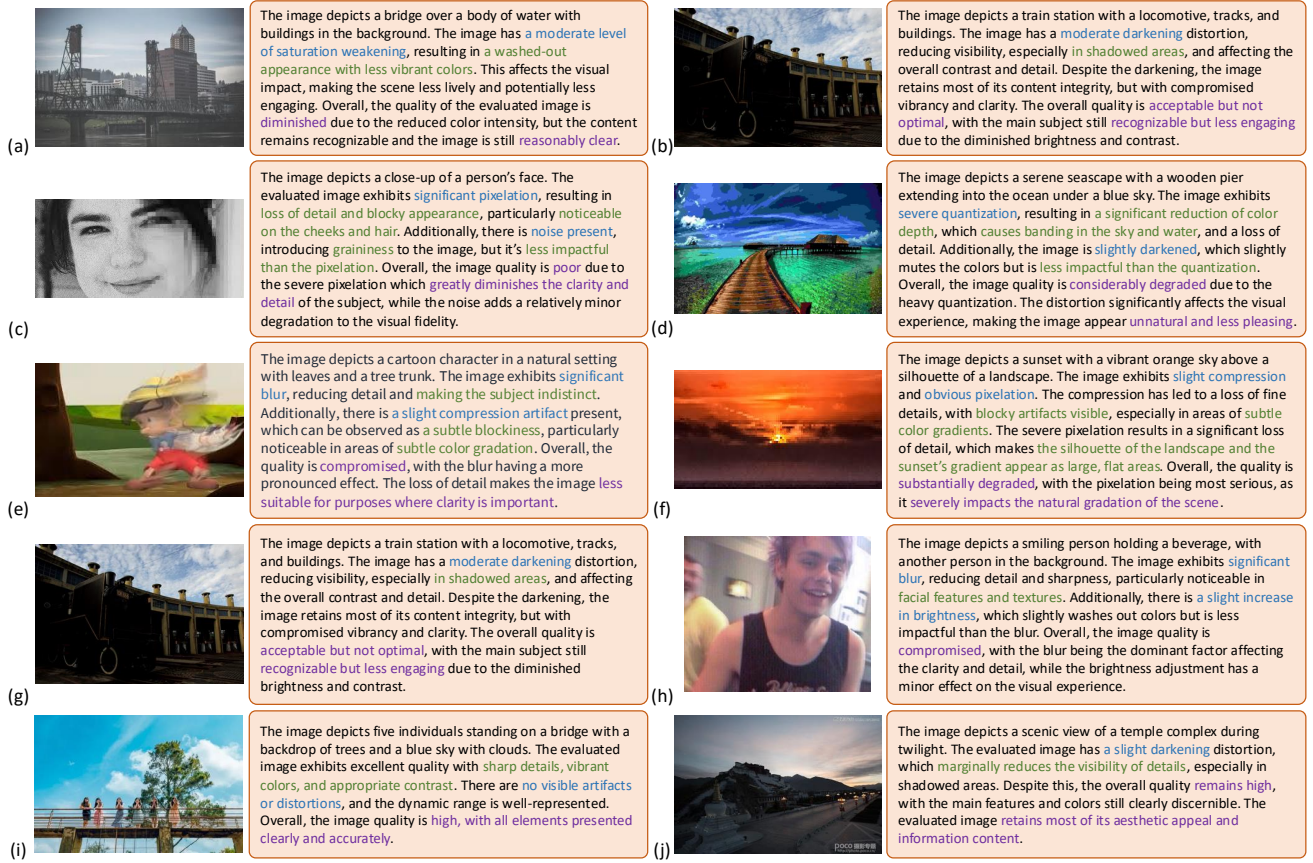 The image depicts a bridge over a body of water with
buildings in the background. The image has a moderate level
of saturation weakening, resulting in a washed-out
appearance with less vibrant colors. This affects the visual
impact, making the scene less lively and potentially less
engaging. Overall, the quality of the evaluated image is
diminished due to the reduced color intensity, but the content
remains recognizable and the image is still reasonably clear.
(a)
The image depicts a train station with a locomotive, tracks, and
buildings. The image has a moderate darkening distortion,
reducing visibility, especially in shadowed areas, and affecting the
overall contrast and detail. Despite the darkening, the image
retains most of its content integrity, but with compromised
vibrancy and clarity. The overall quality is acceptable but not
optimal, with the main subject still recognizable but less engaging
due to the diminished brightness and contrast.
(b)
The image depicts a close-up of a person's face. The
evaluated image exhibits significant pixelation, resulting in
loss of detail and blocky appearance, particularly noticeable
on the cheeks and hair. Additionally, there is noise present,
introducing graininess to the image, but it's less impactful
than the pixelation. Overall, the image quality is poor due to
the severe pixelation which greatly diminishes the clarity and
detail of the subject, while the noise adds a relatively minor
degradation to the visual fidelity.
(c)
The image depicts a serene seascape with a wooden pier
extending into the ocean under a blue sky. The image exhibits
severe quantization, resulting in a significant reduction of color
depth, which causes banding in the sky and water, and a loss of
detail. Additionally, the image is slightly darkened, which slightly
mutes the colors but is less impactful than the quantization.
Overall, the image quality is considerably degraded due to the
heavy quantization. The distortion significantly affects the visual
experience, making the image appear unnatural and less pleasing.
(d)
The image depicts a cartoon character in a natural setting
with leaves and a tree trunk. The image exhibits significant
blur, reducing detail and making the subject indistinct.
Additionally, there is a slight compression artifact present,
which can be observed as a subtle blockiness, particularly
noticeable in areas of subtle color gradation. Overall, the
quality is compromised, with the blur having a more
pronounced effect. The loss of detail makes the image less
suitable for purposes where clarity is important.
(e)
The image depicts a sunset with a vibrant orange sky above a
silhouette of a landscape. The image exhibits slight compression
and obvious pixelation. The compression has led to a loss of fine
details, with blocky artifacts visible, especially in areas of subtle
color gradients. The severe pixelation results in a significant loss
of detail, which makes the silhouette of the landscape and the
sunset's gradient appear as large, flat areas. Overall, the quality is
substantially degraded, with the pixelation being most serious, as
it severely impacts the natural gradation of the scene.
(f)
The image depicts a train station with a locomotive, tracks,
and buildings. The image has a moderate darkening distortion,
reducing visibility, especially in shadowed areas, and affecting
the overall contrast and detail. Despite the darkening, the
image retains most of its content integrity, but with
compromised vibrancy and clarity. The overall quality is
acceptable but not optimal, with the main subject still
recognizable but less engaging due to the diminished
brightness and contrast.
(g)
The image depicts a smiling person holding a beverage, with
another person in the background. The image exhibits significant
blur, reducing detail and sharpness, particularly noticeable in
facial features and textures. Additionally, there is a slight increase
in brightness, which slightly washes out colors but is less
impactful than the blur. Overall, the image quality is
compromised, with the blur being the dominant factor affecting
the clarity and detail, while the brightness adjustment has a
minor effect on the visual experience.
(h)
The image depicts five individuals standing on a bridge with a
backdrop of trees and a blue sky with clouds. The evaluated
image exhibits excellent quality with sharp details, vibrant
colors, and appropriate contrast. There are no visible artifacts
or distortions, and the dynamic range is well-represented.
Overall, the image quality is high, with all elements presented
clearly and accurately.
(i)
The image depicts a scenic view of a temple complex during
twilight. The evaluated image has a slight darkening distortion,
which marginally reduces the visibility of details, especially in
shadowed areas. Despite this, the overall quality remains high,
with the main features and colors still clearly discernible. The
evaluated image retains most of its aesthetic appeal and
information content.
poco 摄影专题
(j)